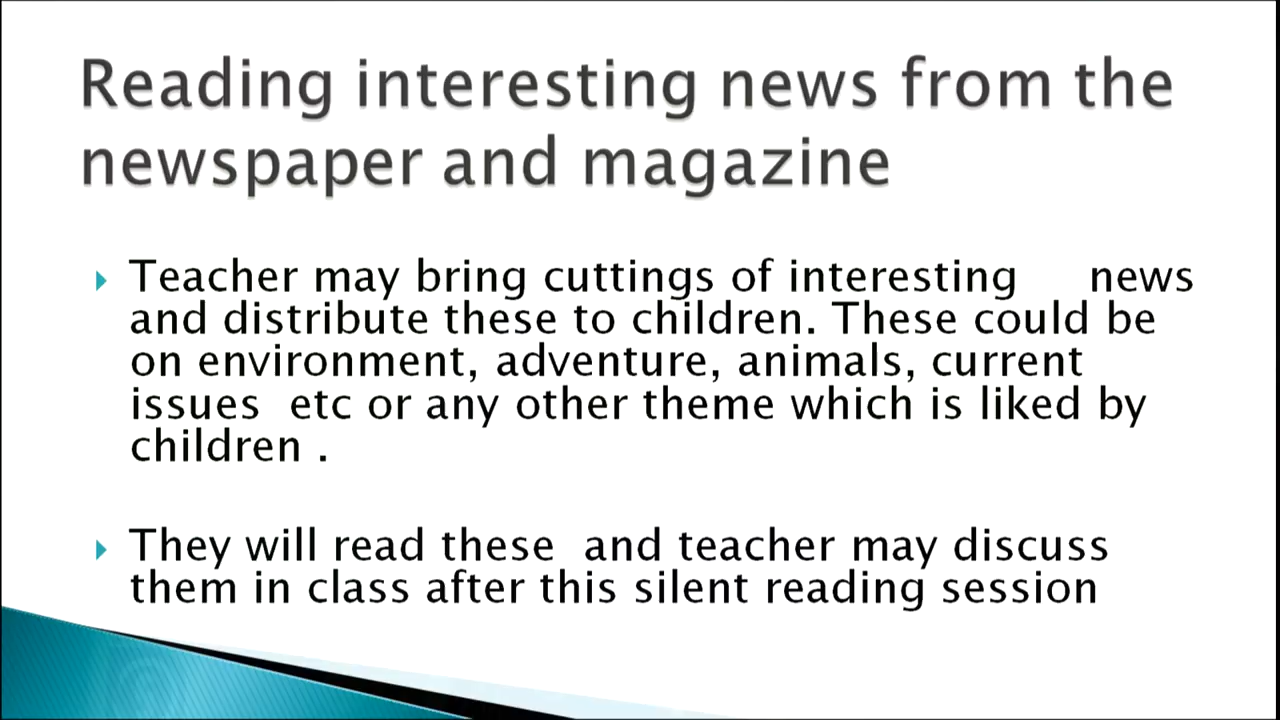 Reading interesting news from the
newspaper and magazine
Teacher may bring cuttings of interesting news
and distribute these to children. These could be
on environment, adventure, animals, current
issues etc or any other theme which is liked by
children .
They will read these and teacher may discuss
them in class after this silent reading session